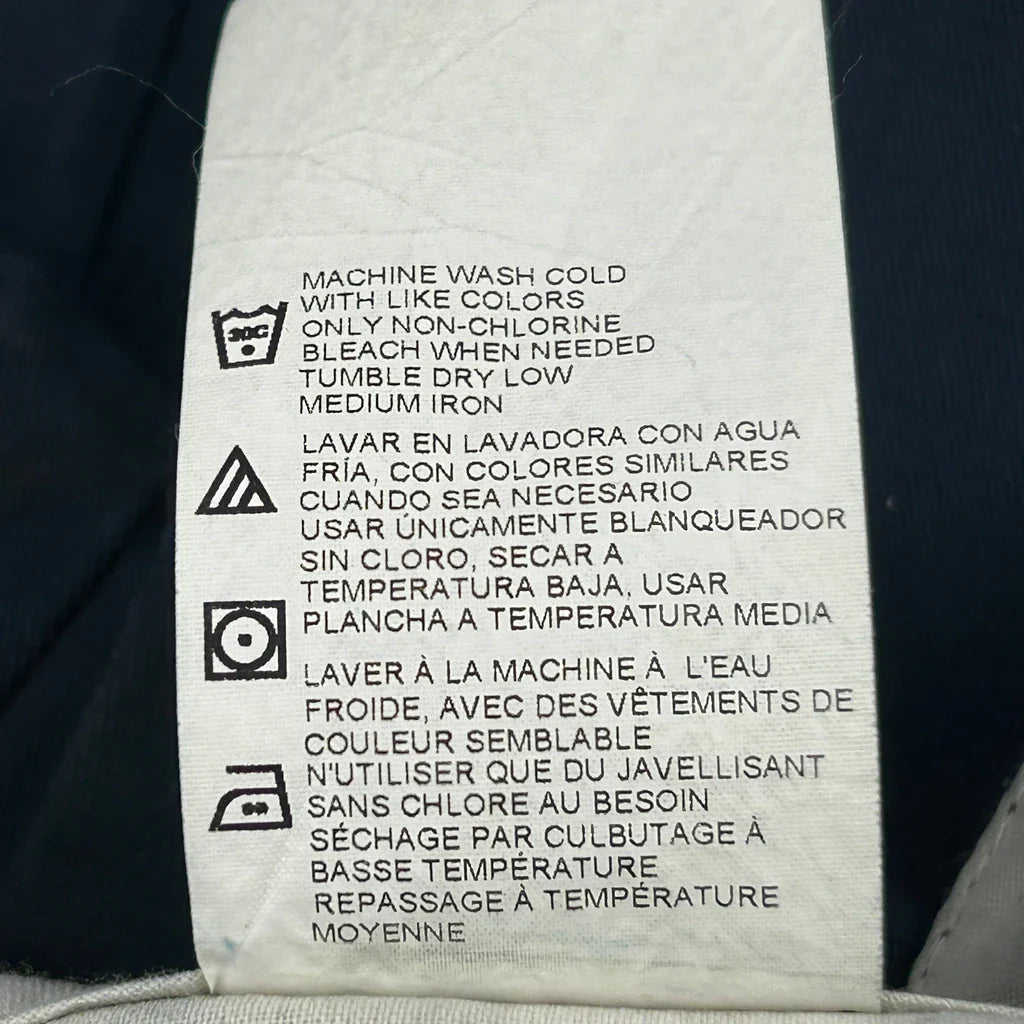 MACHINE WASH COLD
WITH LIKE COLORS
ONLY NON-CHLORINE
BLEACH WHEN NEEDED
TUMBLE DRY LOW
MEDIUM IRON
30C
LAVAR EN LAVADORA CON AGUA
FRÍA, CON COLORES SIMILARES
CUANDO SEA NECESARIO
USAR ÚNICAMENTE BLANQUEADOR
SIN CLORO, SECAR A
TEMPERATURA BAJA, USAR
PLANCHA A TEMPERATURA MEDIA
LAVER À LA MACHINE À L'EAU
FROIDE, AVEC DES VÊTEMENTS DE
COULEUR SEMBLABLE
N'UTILISER QUE DU JAVELLISANT
SANS CHLORE AU BESOIN
SÉCHAGE PAR CULBUTAGE À
BASSE TEMPÉRATURE
REPASSAGE À TEMPÉRATURE
MOYENNE